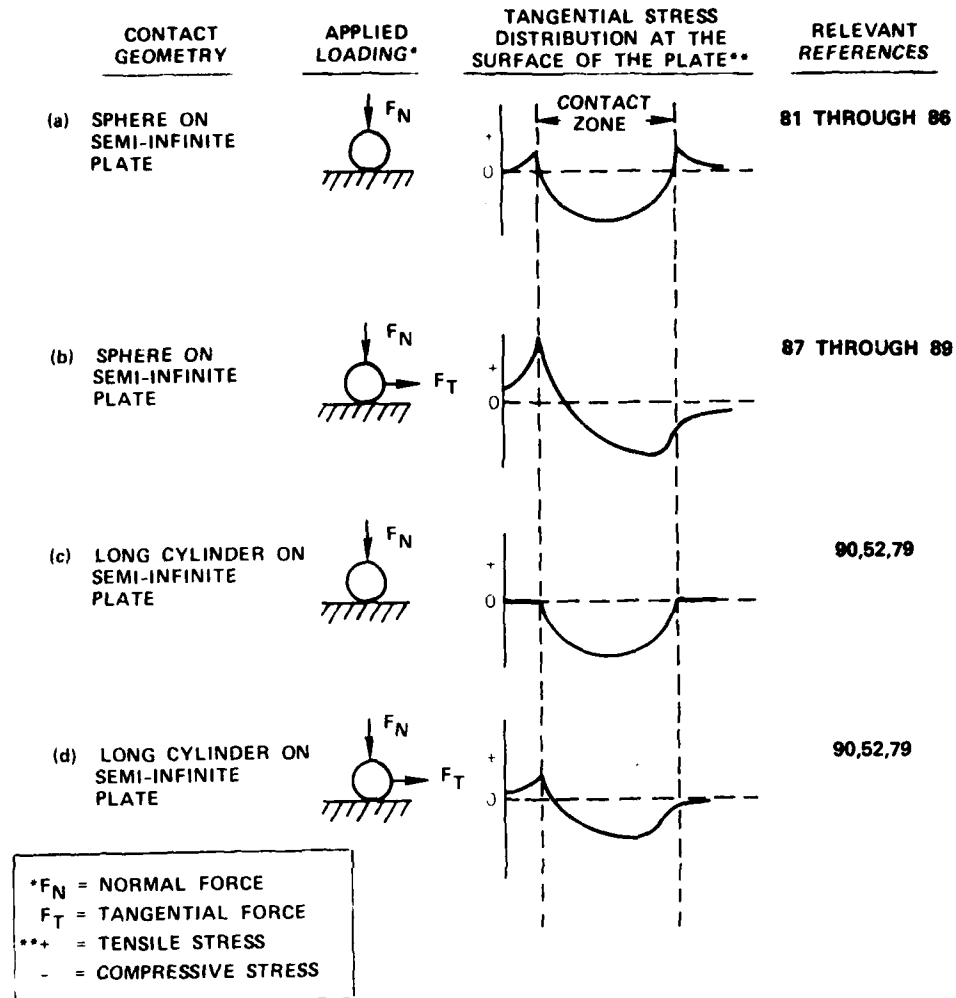 CONTACT GEOMETRY
APPLIED LOADING*
TANGENTIAL STRESS DISTRIBUTION AT THE SURFACE OF THE PLATE**
RELEVANT REFERENCES
(a) SPHERE ON
SEMI-INFINITE
PLATE
F_N
CONTACT
ZONE
+
0
81 THROUGH 86
(b) SPHERE ON
SEMI-INFINITE
PLATE
F_N
F_T
+
0
87 THROUGH 89
(c) LONG CYLINDER ON
SEMI-INFINITE
PLATE
F_N
+
0
90,52,79
(d) LONG CYLINDER ON
SEMI-INFINITE
PLATE
F_N
F_T
+
0
90,52,79
*F_N = NORMAL FORCE
F_T = TANGENTIAL FORCE
**+ = TENSILE STRESS
- = COMPRESSIVE STRESS